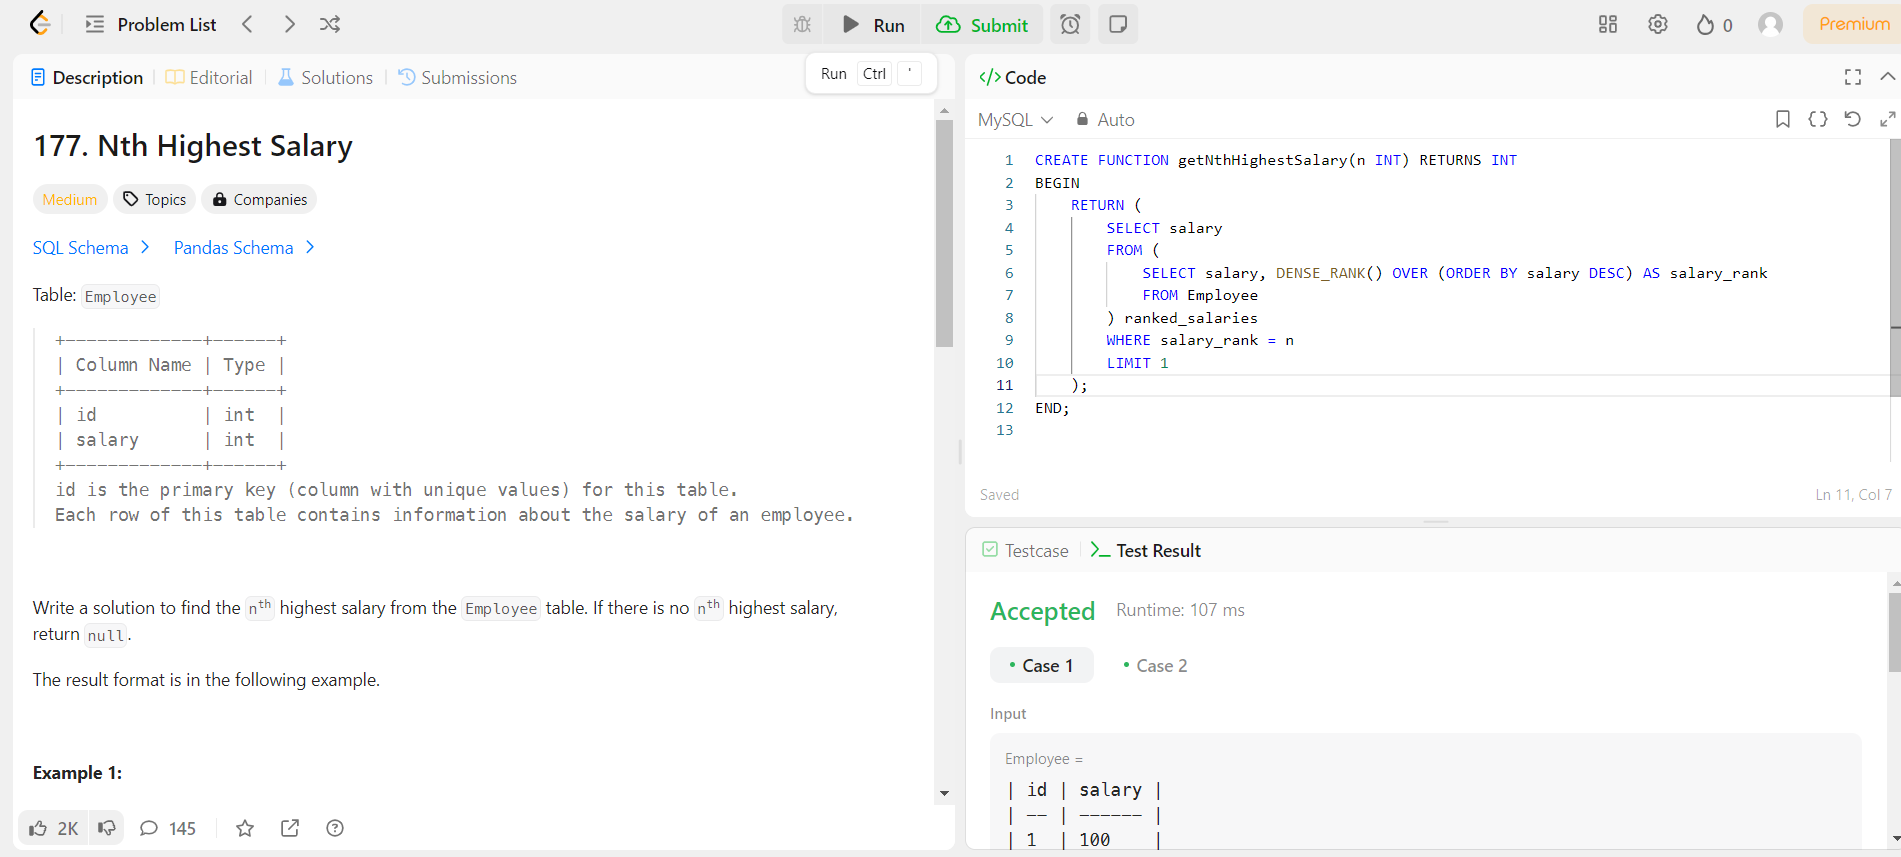 Problem List
Run
Submit
0
Premium
Description
Editorial
Solutions
Submissions
Run Ctrl '
177. Nth Highest Salary
Medium
Topics
Companies
SQL Schema
Pandas Schema
Table: Employee
+-------------+------+
| Column Name | Type |
+-------------+------+
| id          | int  |
| salary      | int  |
+-------------+------+
id is the primary key (column with unique values) for this table.
Each row of this table contains information about the salary of an employee.
Write a solution to find the nth highest salary from the Employee table. If there is no nth highest salary,
return null.
The result format is in the following example.
Example 1:
2K
145
</> Code
MySQL
Auto
1 CREATE FUNCTION getNthHighestSalary(n INT) RETURNS INT
2 BEGIN
3     RETURN (
4         SELECT salary
5         FROM (
6             SELECT salary, DENSE_RANK() OVER (ORDER BY salary DESC) AS salary_rank
7             FROM Employee
8         ) ranked_salaries
9         WHERE salary_rank = n
10         LIMIT 1
11     );
12 END;
13
Saved
Ln 11, Col 7
Testcase
Test Result
Accepted
Runtime: 107 ms
• Case 1
• Case 2
Input
Employee =
| id | salary |
| -- | ------ |
| 1  | 100    |